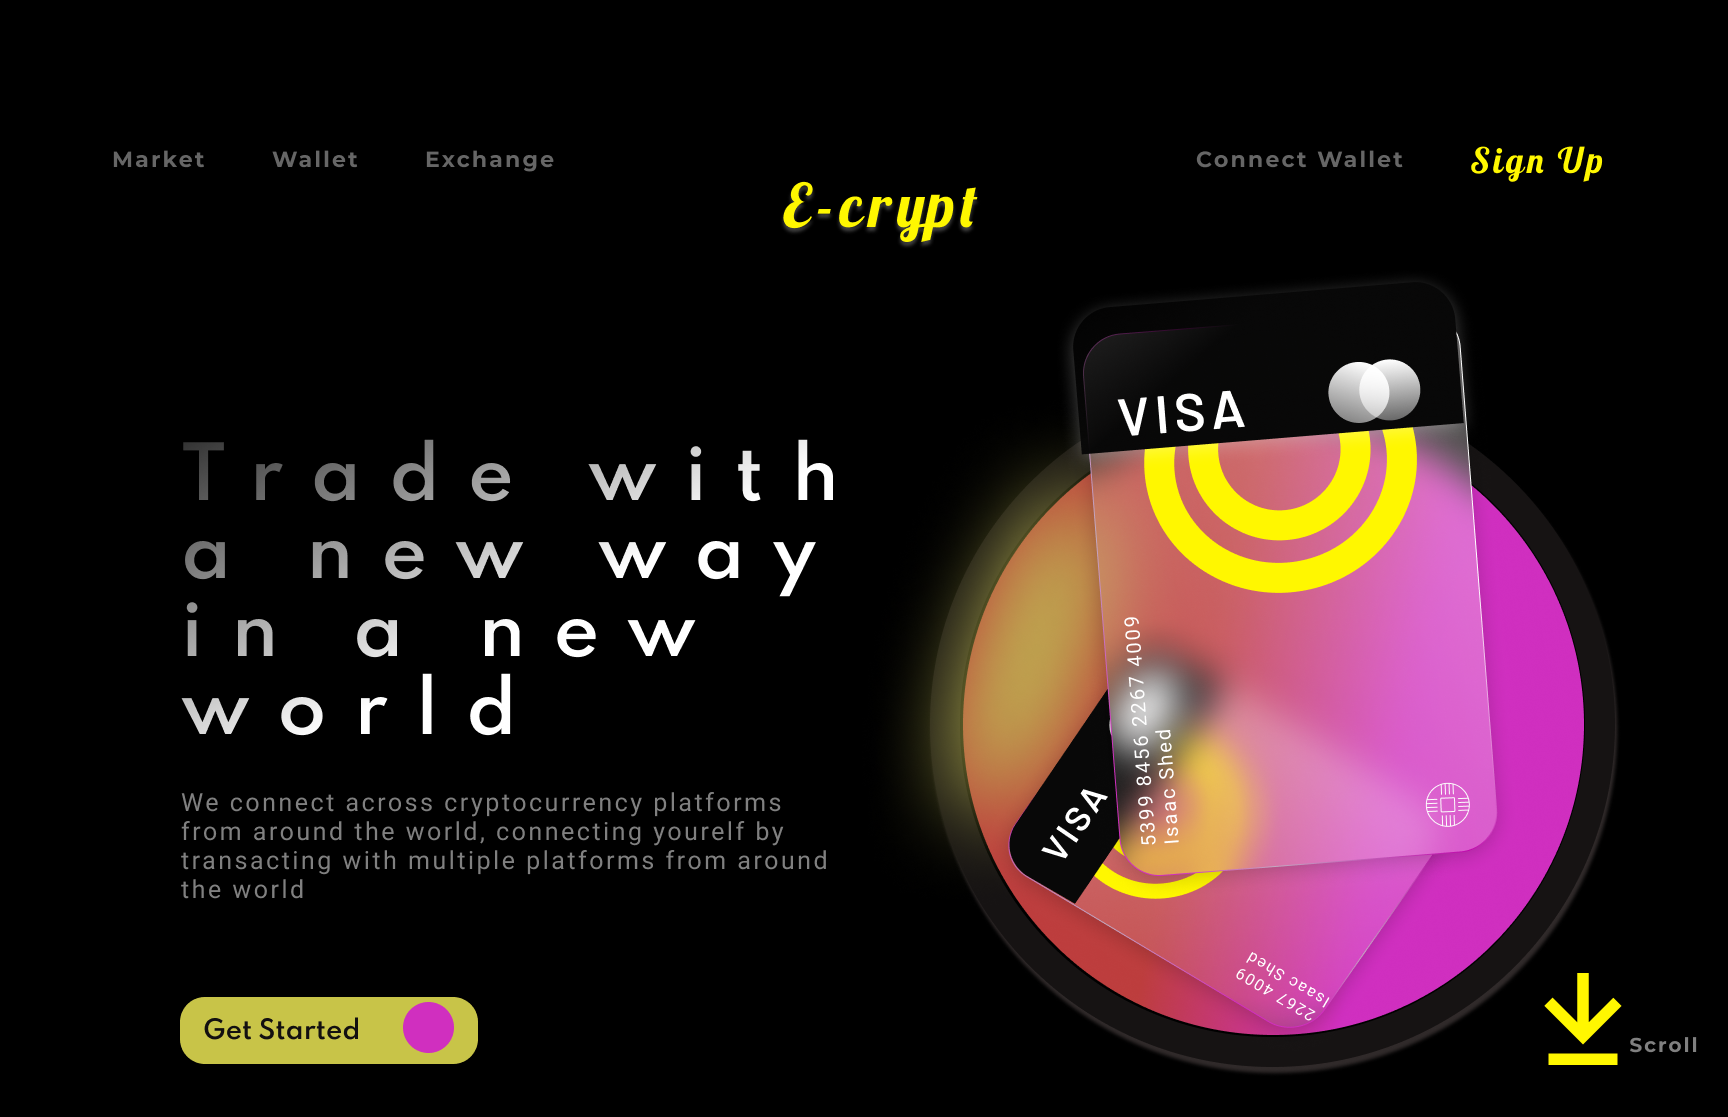 Market Wallet Exchange
Connect Wallet Sign Up
E-crypt
Trade with
a new way
in a new
world
We connect across cryptocurrency platforms
from around the world, connecting yourelf by
transacting with multiple platforms from around
the world
Get Started
VISA
5399 8456 2267 4009
Isaac Shed
VISA
2267 4009
Isaac Shed
Scroll